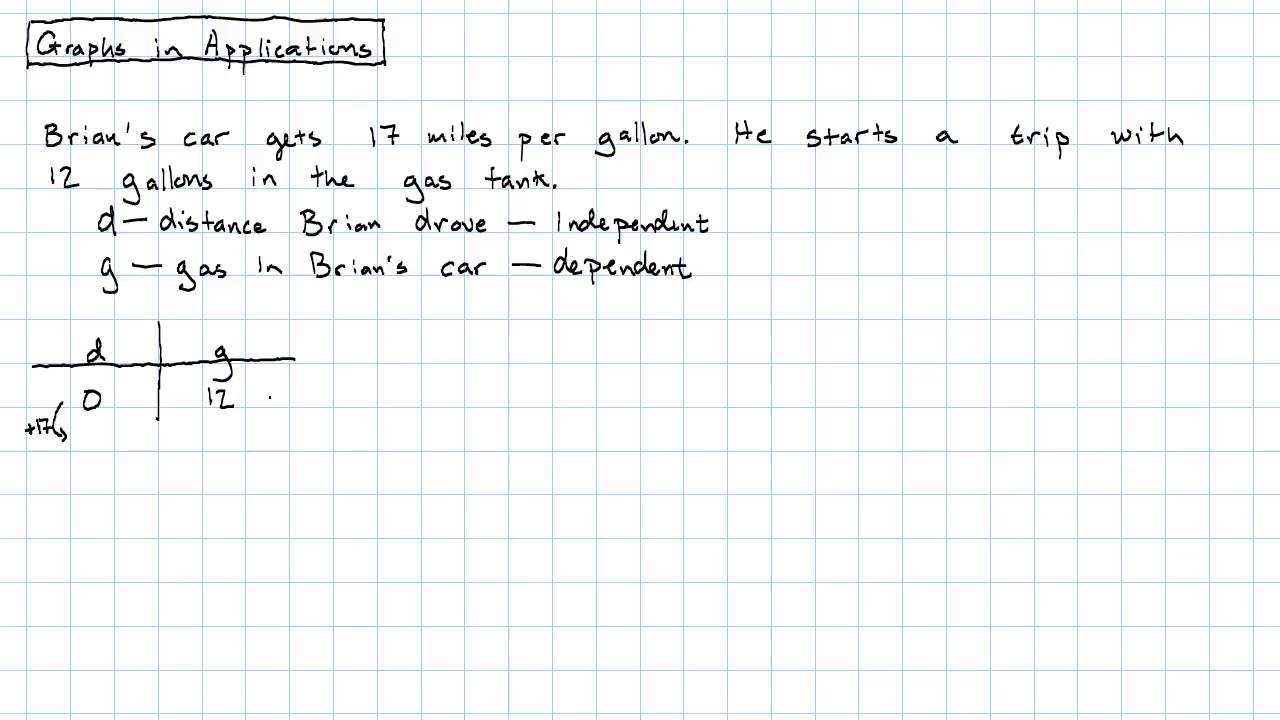 Graphs in Applications
Brian's car gets 17 miles per gallon. He starts a trip with
12 gallons in the gas tank.
d — distance Brian drove — Independent
g — gas in Brian's car — dependent
d g
0 12
+17